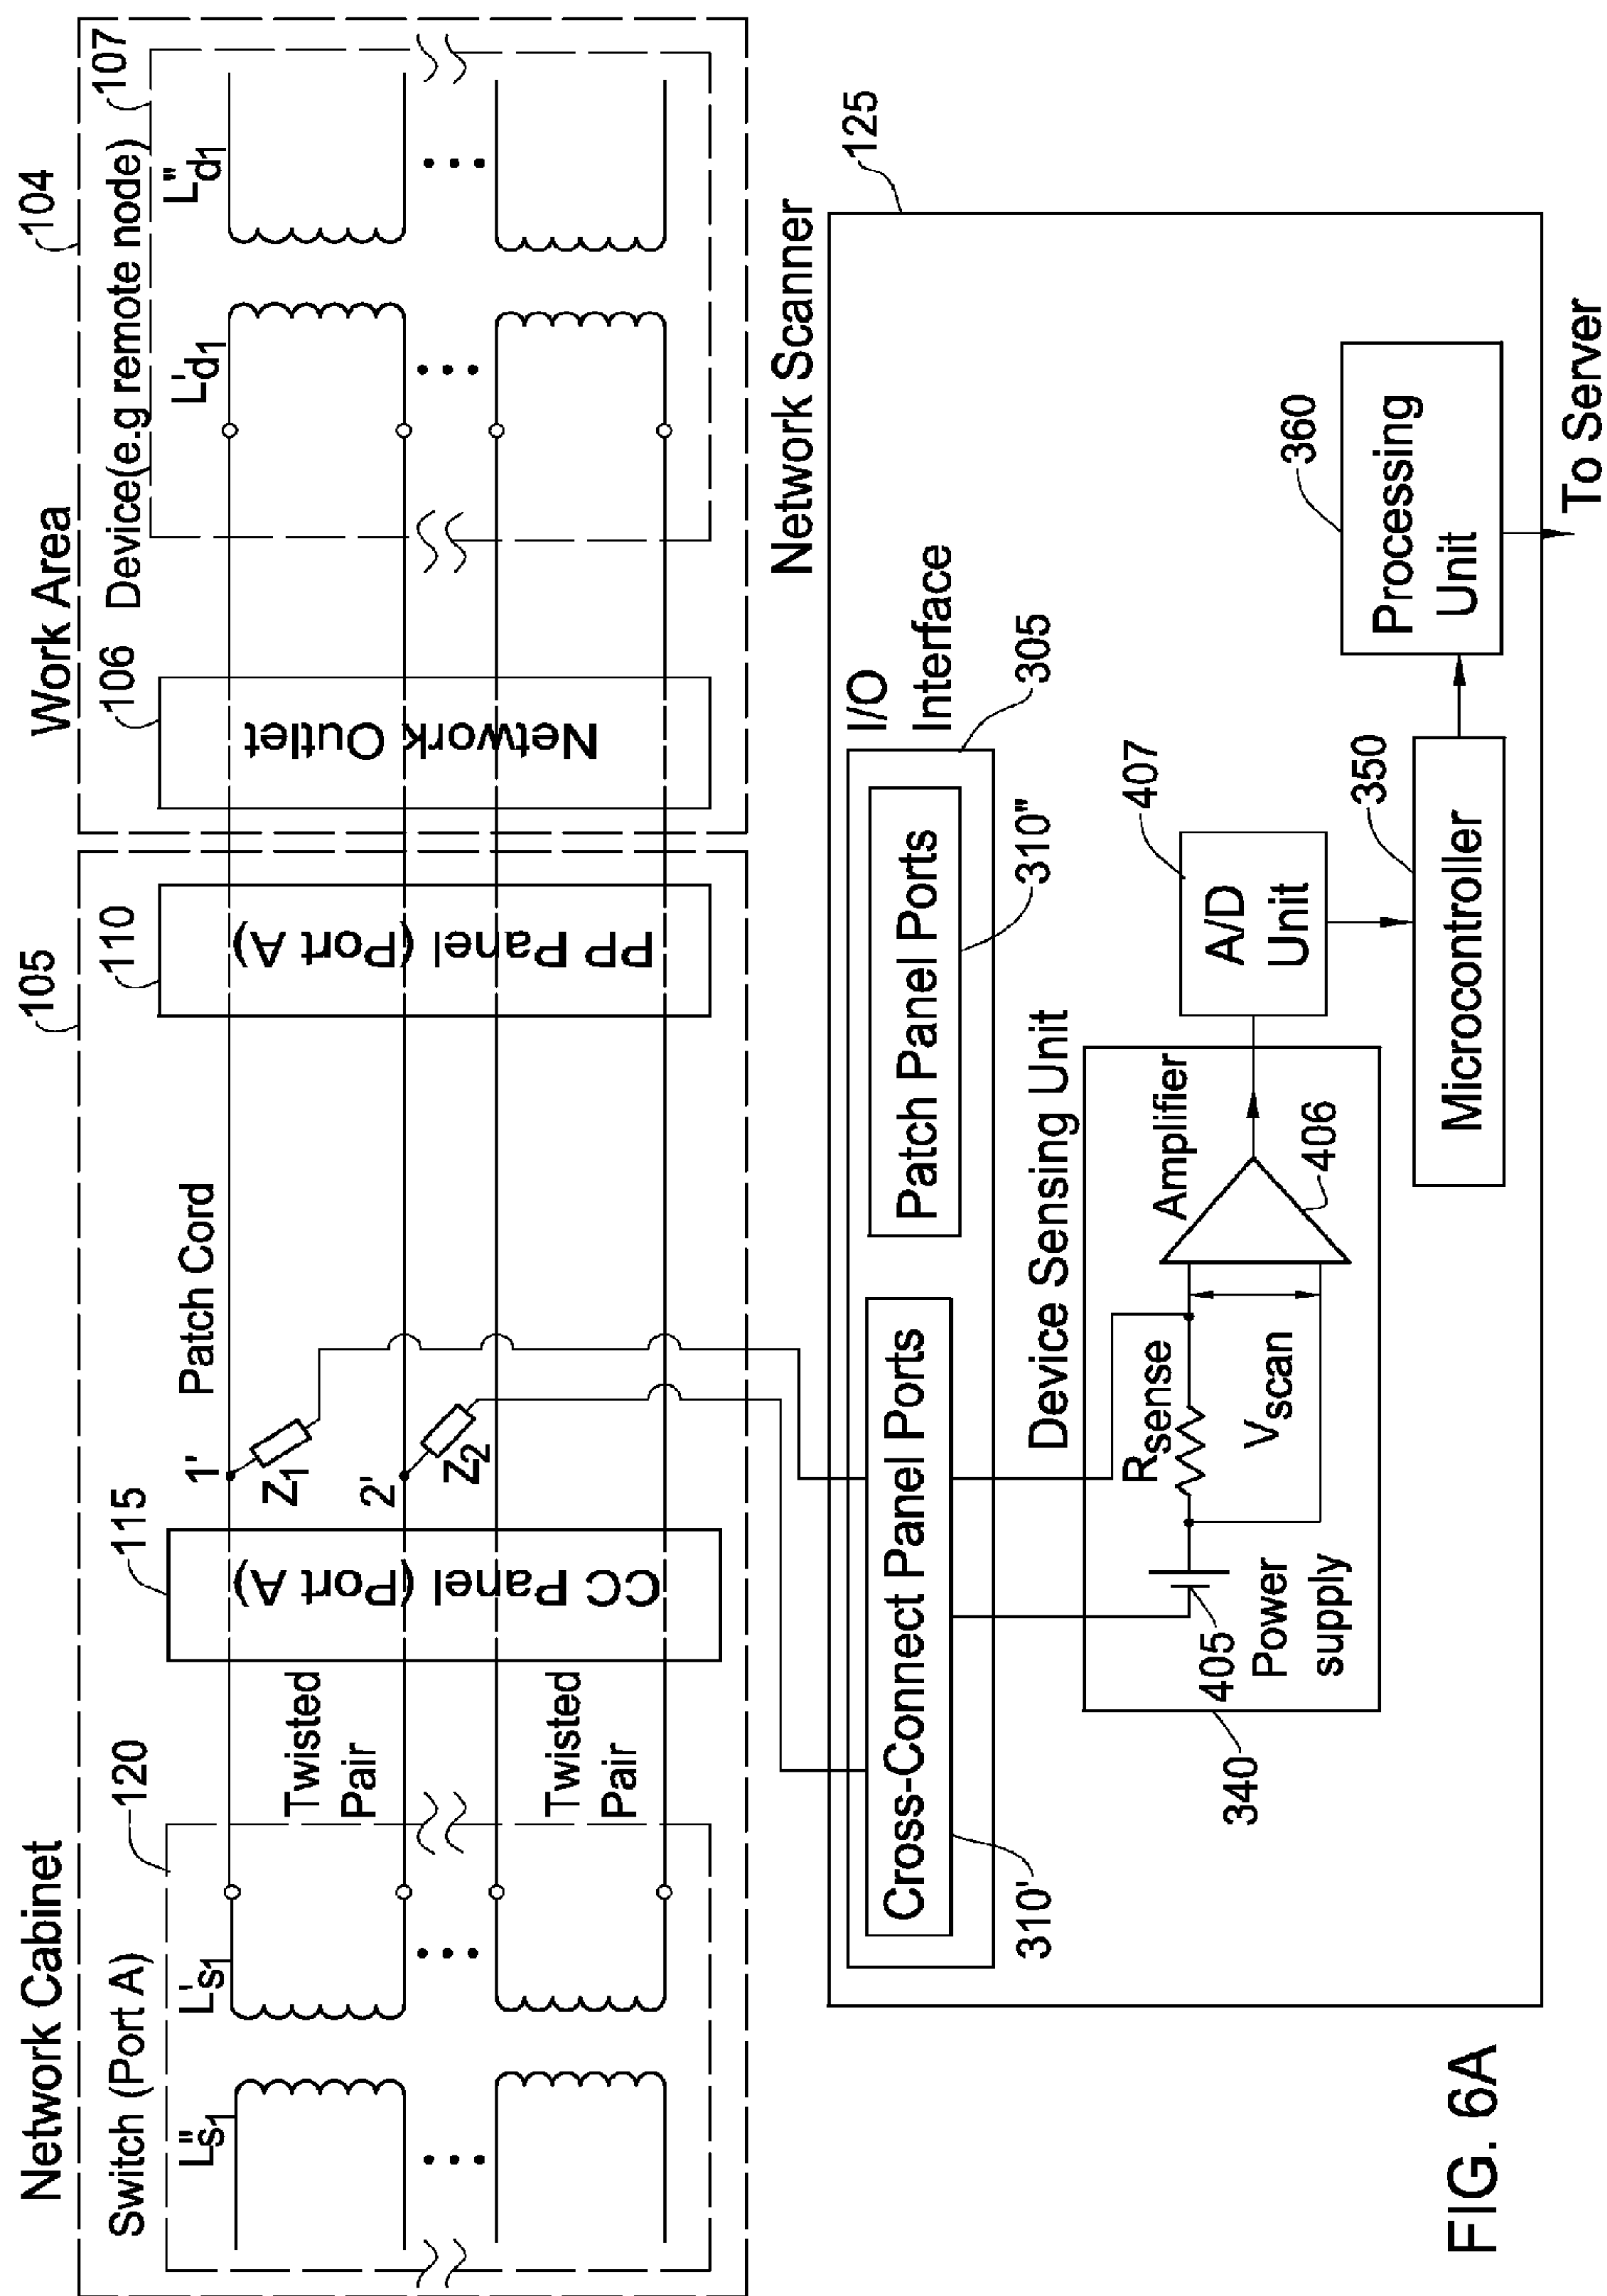 Network Cabinet
105
Work Area
104
Switch (Port A)
120
115
Patch Cord
110
106
Device(e.g remote node)
107
L"s1
L's1
Twisted
Pair
Twisted
Pair
CC Panel (Port A)
1'
Z1
2'
Z2
PP Panel (Port A)
Network Outlet
L'd1
L"d1
Network Scanner
125
I/O
Interface
305
Cross-Connect Panel Ports
310'
Patch Panel Ports
310"
Device Sensing Unit
340
405
Power
supply
Rsense
Vscan
Amplifier
406
A/D
Unit
407
Microcontroller
350
Processing
Unit
360
To Server
FIG. 6A